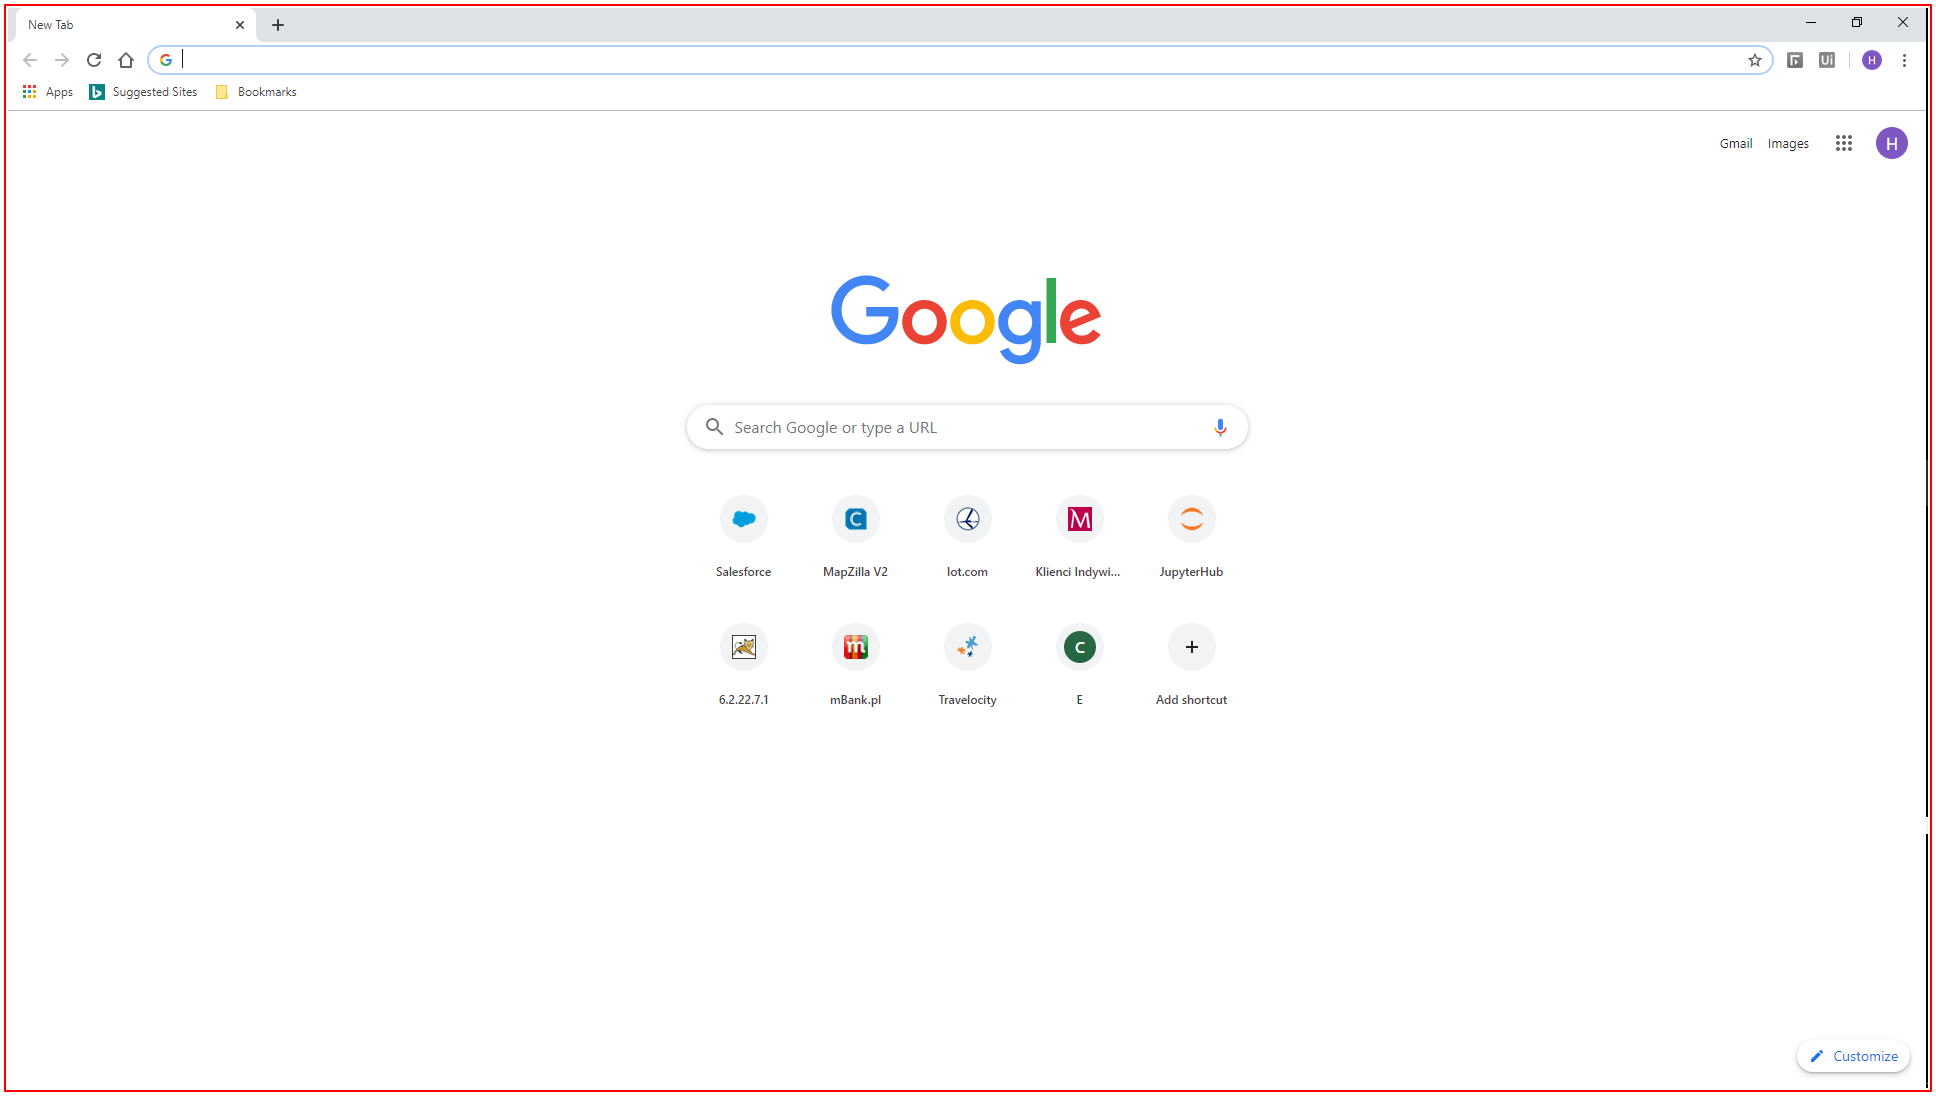 New Tab
Apps Suggested Sites Bookmarks
Ui H
Gmail Images H
Google
Search Google or type a URL
Salesforce MapZilla V2 lot.com Klienci Indywi... JupyterHub
6.2.22.7.1 mBank.pl Travelocity E Add shortcut
Customize